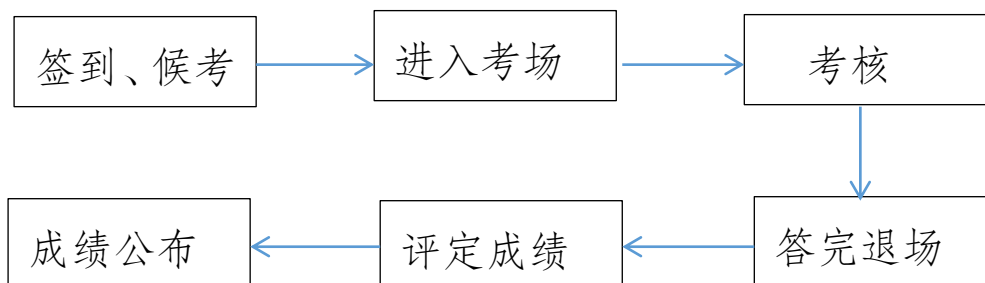 签到、候考
进入考场
考核
答完退场
评定成绩
成绩公布